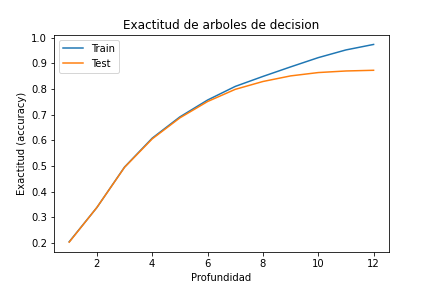 Exactitud de arboles de decision
Train
Test
Exactitud (accuracy)
1.0
0.9
0.8
0.7
0.6
0.5
0.4
0.3
0.2
2 4 6 8 10 12
Profundidad